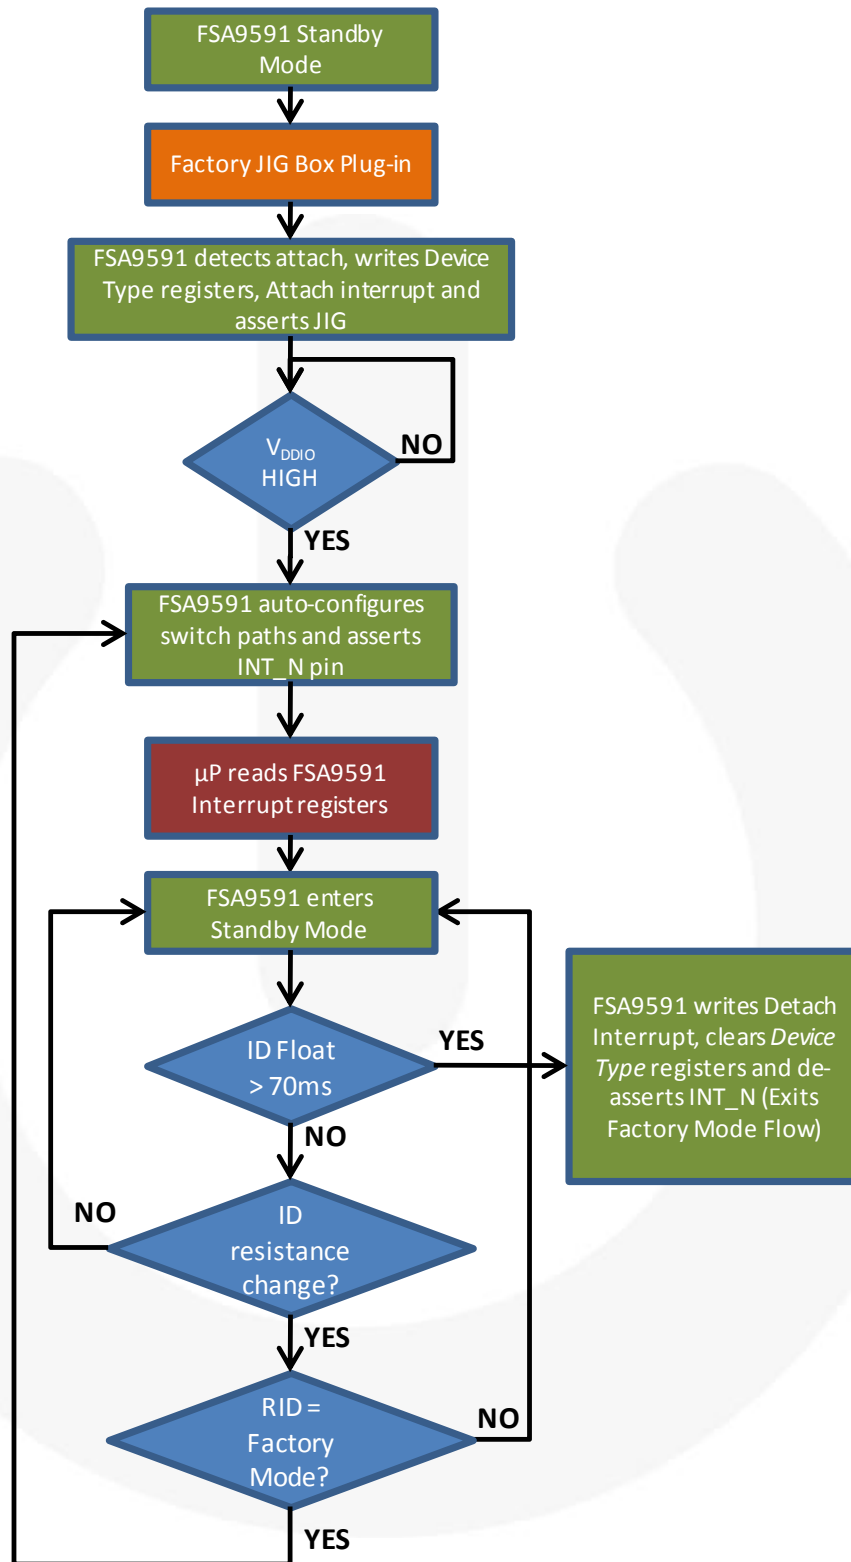 FSA9591 Standby
Mode
Factory JIG Box Plug-in
FSA9591 detects attach, writes Device
Type registers, Attach interrupt and
asserts JIG
VDDIO
HIGH
NO
YES
FSA9591 auto-configures
switch paths and asserts
INT_N pin
µP reads FSA9591
Interrupt registers
FSA9591 enters
Standby Mode
ID Float
> 70ms
YES
FSA9591 writes Detach
Interrupt, clears Device
Type registers and de-
asserts INT_N (Exits
Factory Mode Flow)
NO
ID
resistance
change?
NO
YES
RID =
Factory
Mode?
NO
YES